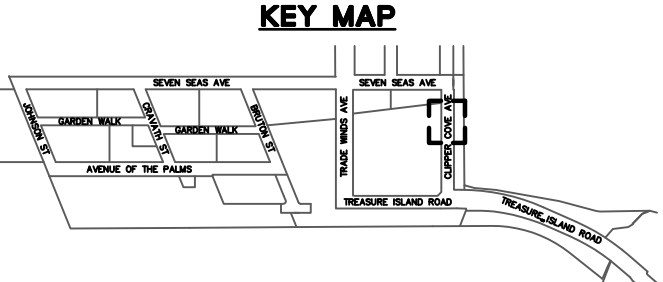 KEY MAP
SEVEN SEAS AVE
SEVEN SEAS AVE
JOHNSON ST
GARDEN WALK
CRAVATH ST
GARDEN WALK
BRUTON ST
TRADE WINDS AVE
CLIPPER COVE AVE
AVENUE OF THE PALMS
TREASURE ISLAND ROAD
TREASURE ISLAND ROAD